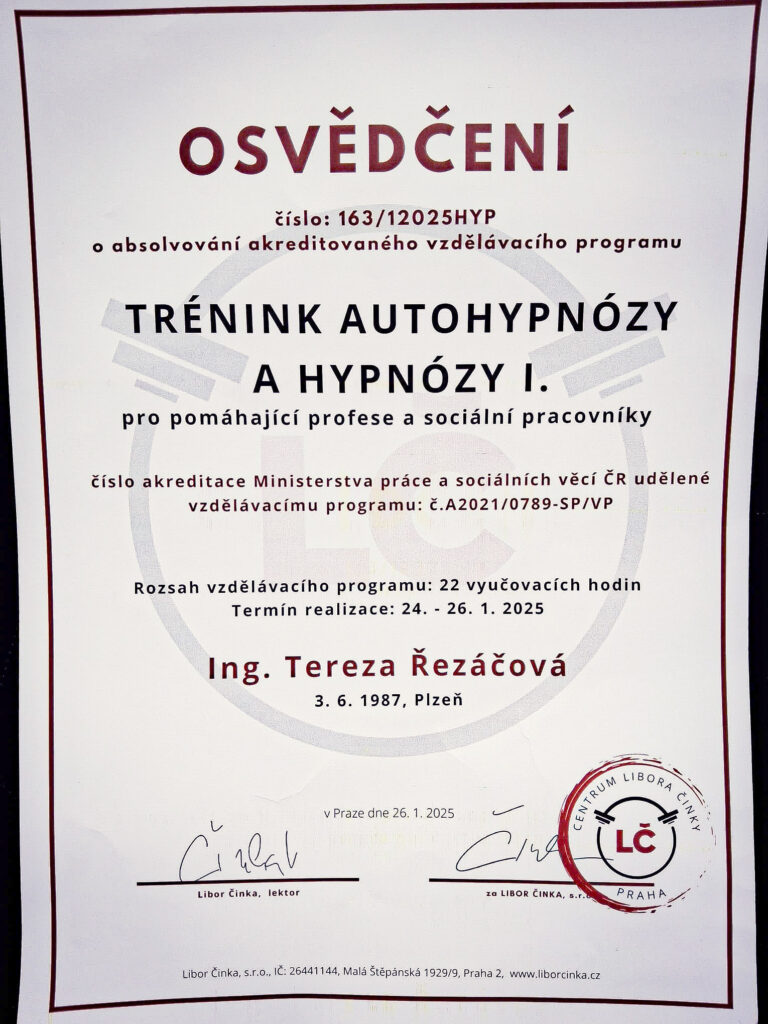 OSVĚDČENÍ
číslo: 163/12025HYP
o absolvování akreditovaného vzdělávacího programu
TRÉNINK AUTOHYPNÓZY
A HYPNÓZY I.
pro pomáhající profese a sociální pracovníky
LČ
číslo akreditace Ministerstva práce a sociálních věcí ČR udělené
vzdělávacímu programu: č.A2021/0789-SP/VP
Rozsah vzdělávacího programu: 22 vyučovacích hodin
Termín realizace: 24. - 26. 1. 2025
Ing. Tereza Řezáčová
3. 6. 1987, Plzeň
v Praze dne 26. 1. 2025
Libor Činka, lektor
za LIBOR ČINKA, s.r.o.
CENTRUM LIBORA ČINKY
LČ
PRAHA
Libor Činka, s.r.o., IČ: 26441144, Malá Štěpánská 1929/9, Praha 2, www.liborcinka.cz